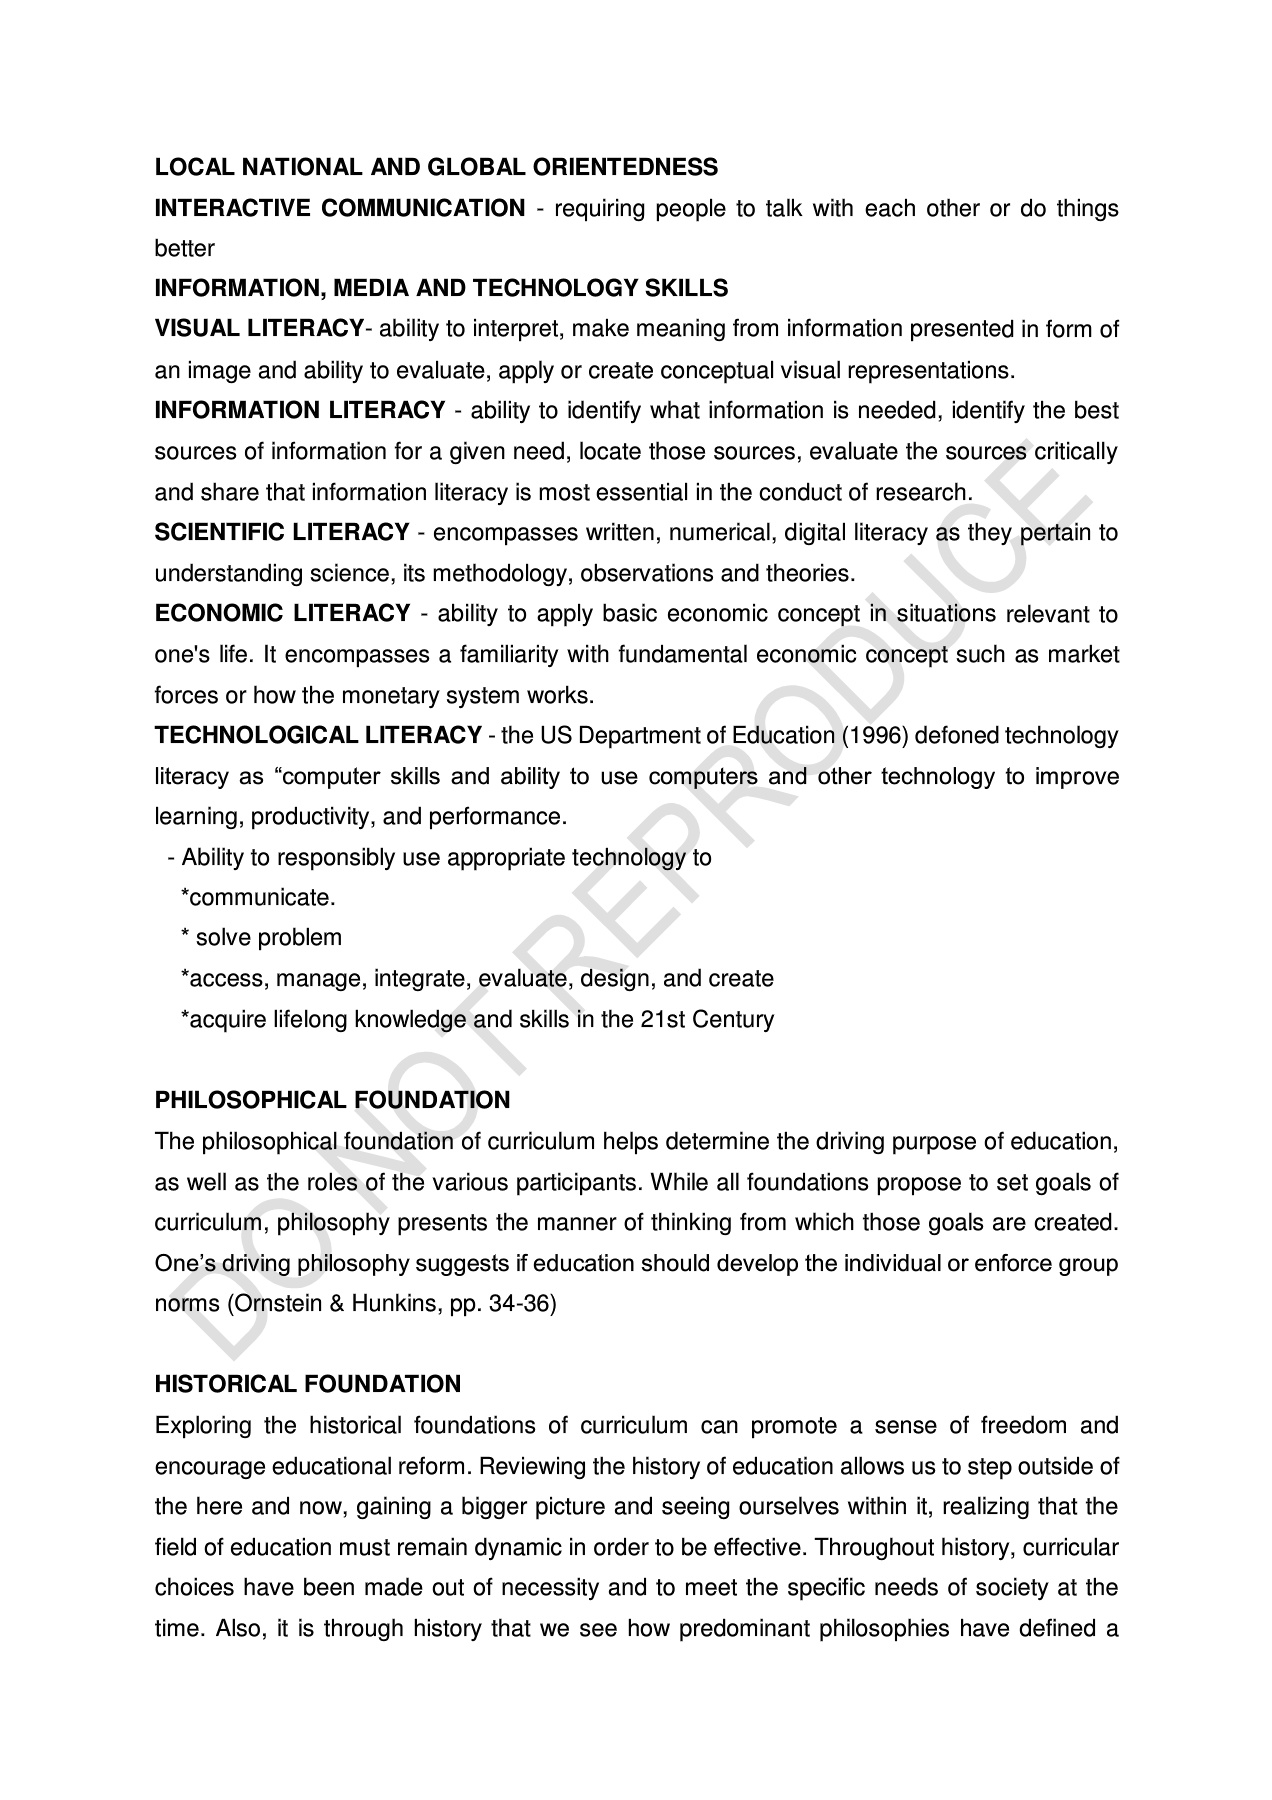 LOCAL NATIONAL AND GLOBAL ORIENTEDNESS
INTERACTIVE COMMUNICATION - requiring people to talk with each other or do things
better
INFORMATION, MEDIA AND TECHNOLOGY SKILLS
VISUAL LITERACY- ability to interpret, make meaning from information presented in form of
an image and ability to evaluate, apply or create conceptual visual representations.
INFORMATION LITERACY - ability to identify what information is needed, identify the best
sources of information for a given need, locate those sources, evaluate the sources critically
and share that information literacy is most essential in the conduct of research.
SCIENTIFIC LITERACY - encompasses written, numerical, digital literacy as they pertain to
understanding science, its methodology, observations and theories.
ECONOMIC LITERACY - ability to apply basic economic concept in situations relevant to
one's life. It encompasses a familiarity with fundamental economic concept such as market
forces or how the monetary system works.
TECHNOLOGICAL LITERACY - the US Department of Education (1996) defoned technology
literacy as “computer skills and ability to use computers and other technology to improve
learning, productivity, and performance.
- Ability to responsibly use appropriate technology to
*communicate.
* solve problem
*access, manage, integrate, evaluate, design, and create
*acquire lifelong knowledge and skills in the 21st Century
PHILOSOPHICAL FOUNDATION
The philosophical foundation of curriculum helps determine the driving purpose of education,
as well as the roles of the various participants. While all foundations propose to set goals of
curriculum, philosophy presents the manner of thinking from which those goals are created.
One’s driving philosophy suggests if education should develop the individual or enforce group
norms (Ornstein & Hunkins, pp. 34-36)
HISTORICAL FOUNDATION
Exploring the historical foundations of curriculum can promote a sense of freedom and
encourage educational reform. Reviewing the history of education allows us to step outside of
the here and now, gaining a bigger picture and seeing ourselves within it, realizing that the
field of education must remain dynamic in order to be effective. Throughout history, curricular
choices have been made out of necessity and to meet the specific needs of society at the
time. Also, it is through history that we see how predominant philosophies have defined a
DO NOT REPRODUCE